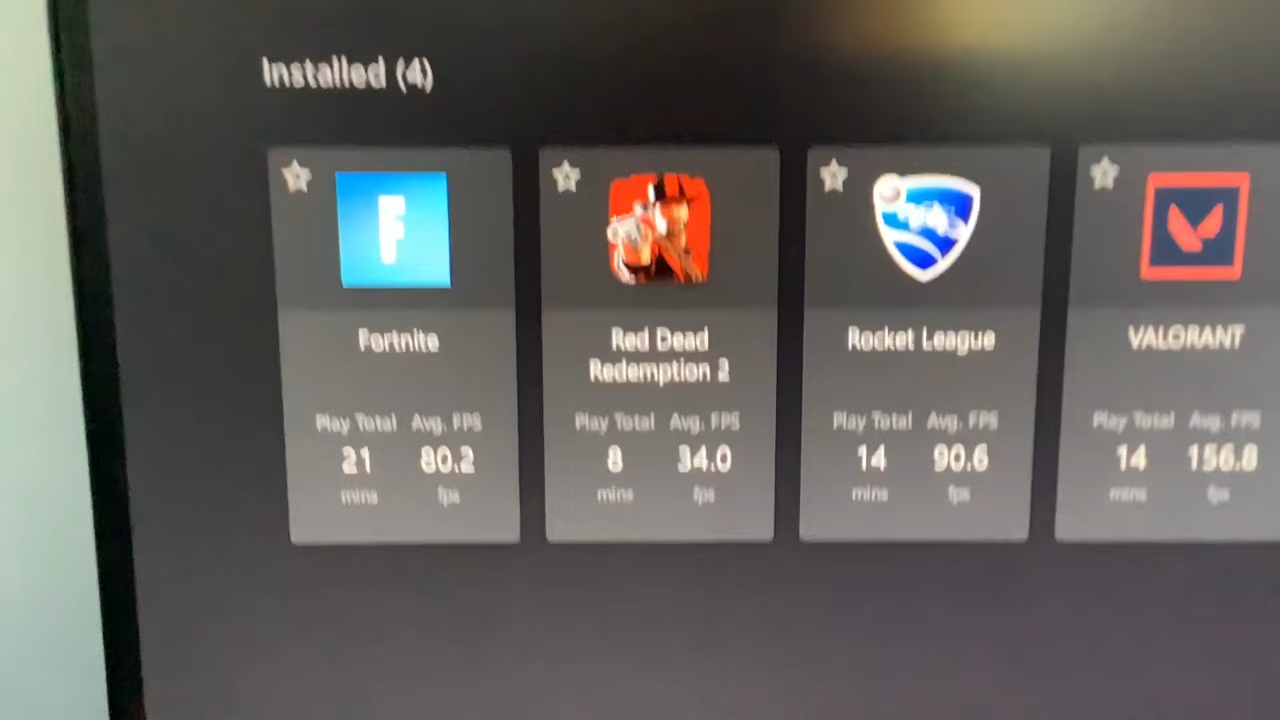 Installed (4)
F
Fortnite
Play Total Avg. FPS
21 80.2
mins fps
Red Dead
Redemption 2
Play Total Avg. FPS
8 34.0
mins fps
Rocket League
Play Total Avg. FPS
14 90.6
mins fps
VALORANT
Play Total Avg. FPS
14 156.8
mins fps